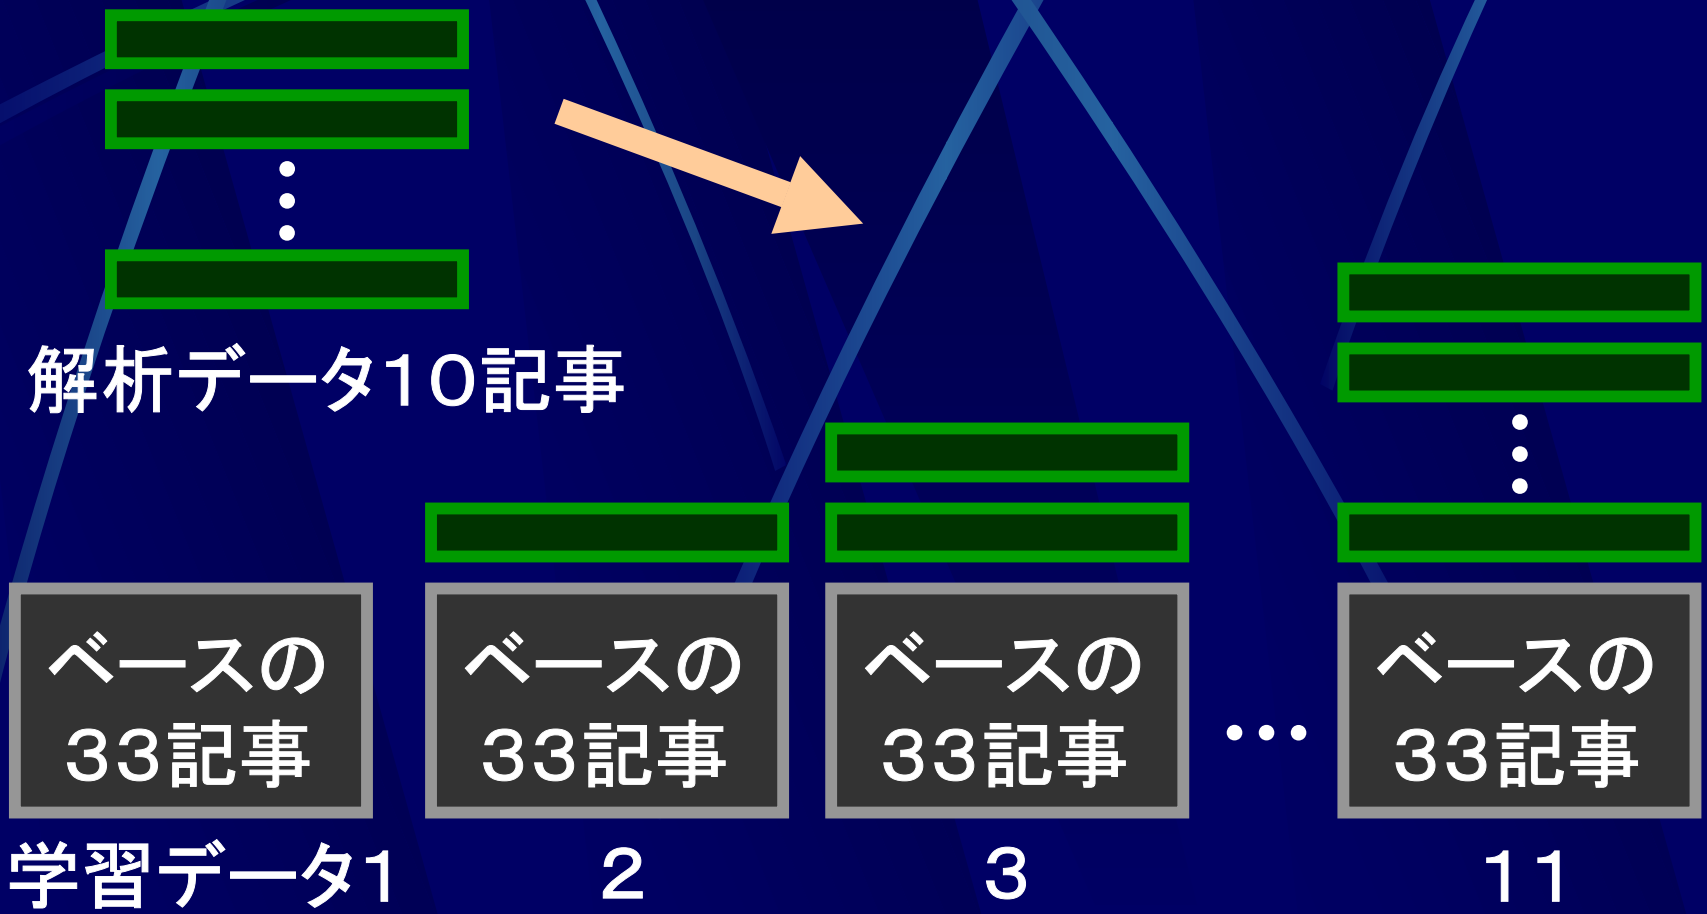 解析データ１０記事
ベースの
３３記事
ベースの
３３記事
ベースの
３３記事
…
ベースの
３３記事
学習データ１
２
３
１１